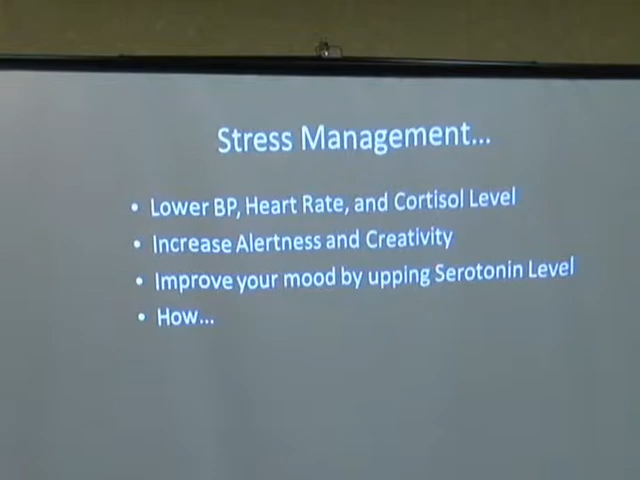 Stress Management...
• Lower BP, Heart Rate, and Cortisol Level
• Increase Alertness and Creativity
• Improve your mood by upping Serotonin Level
• How...